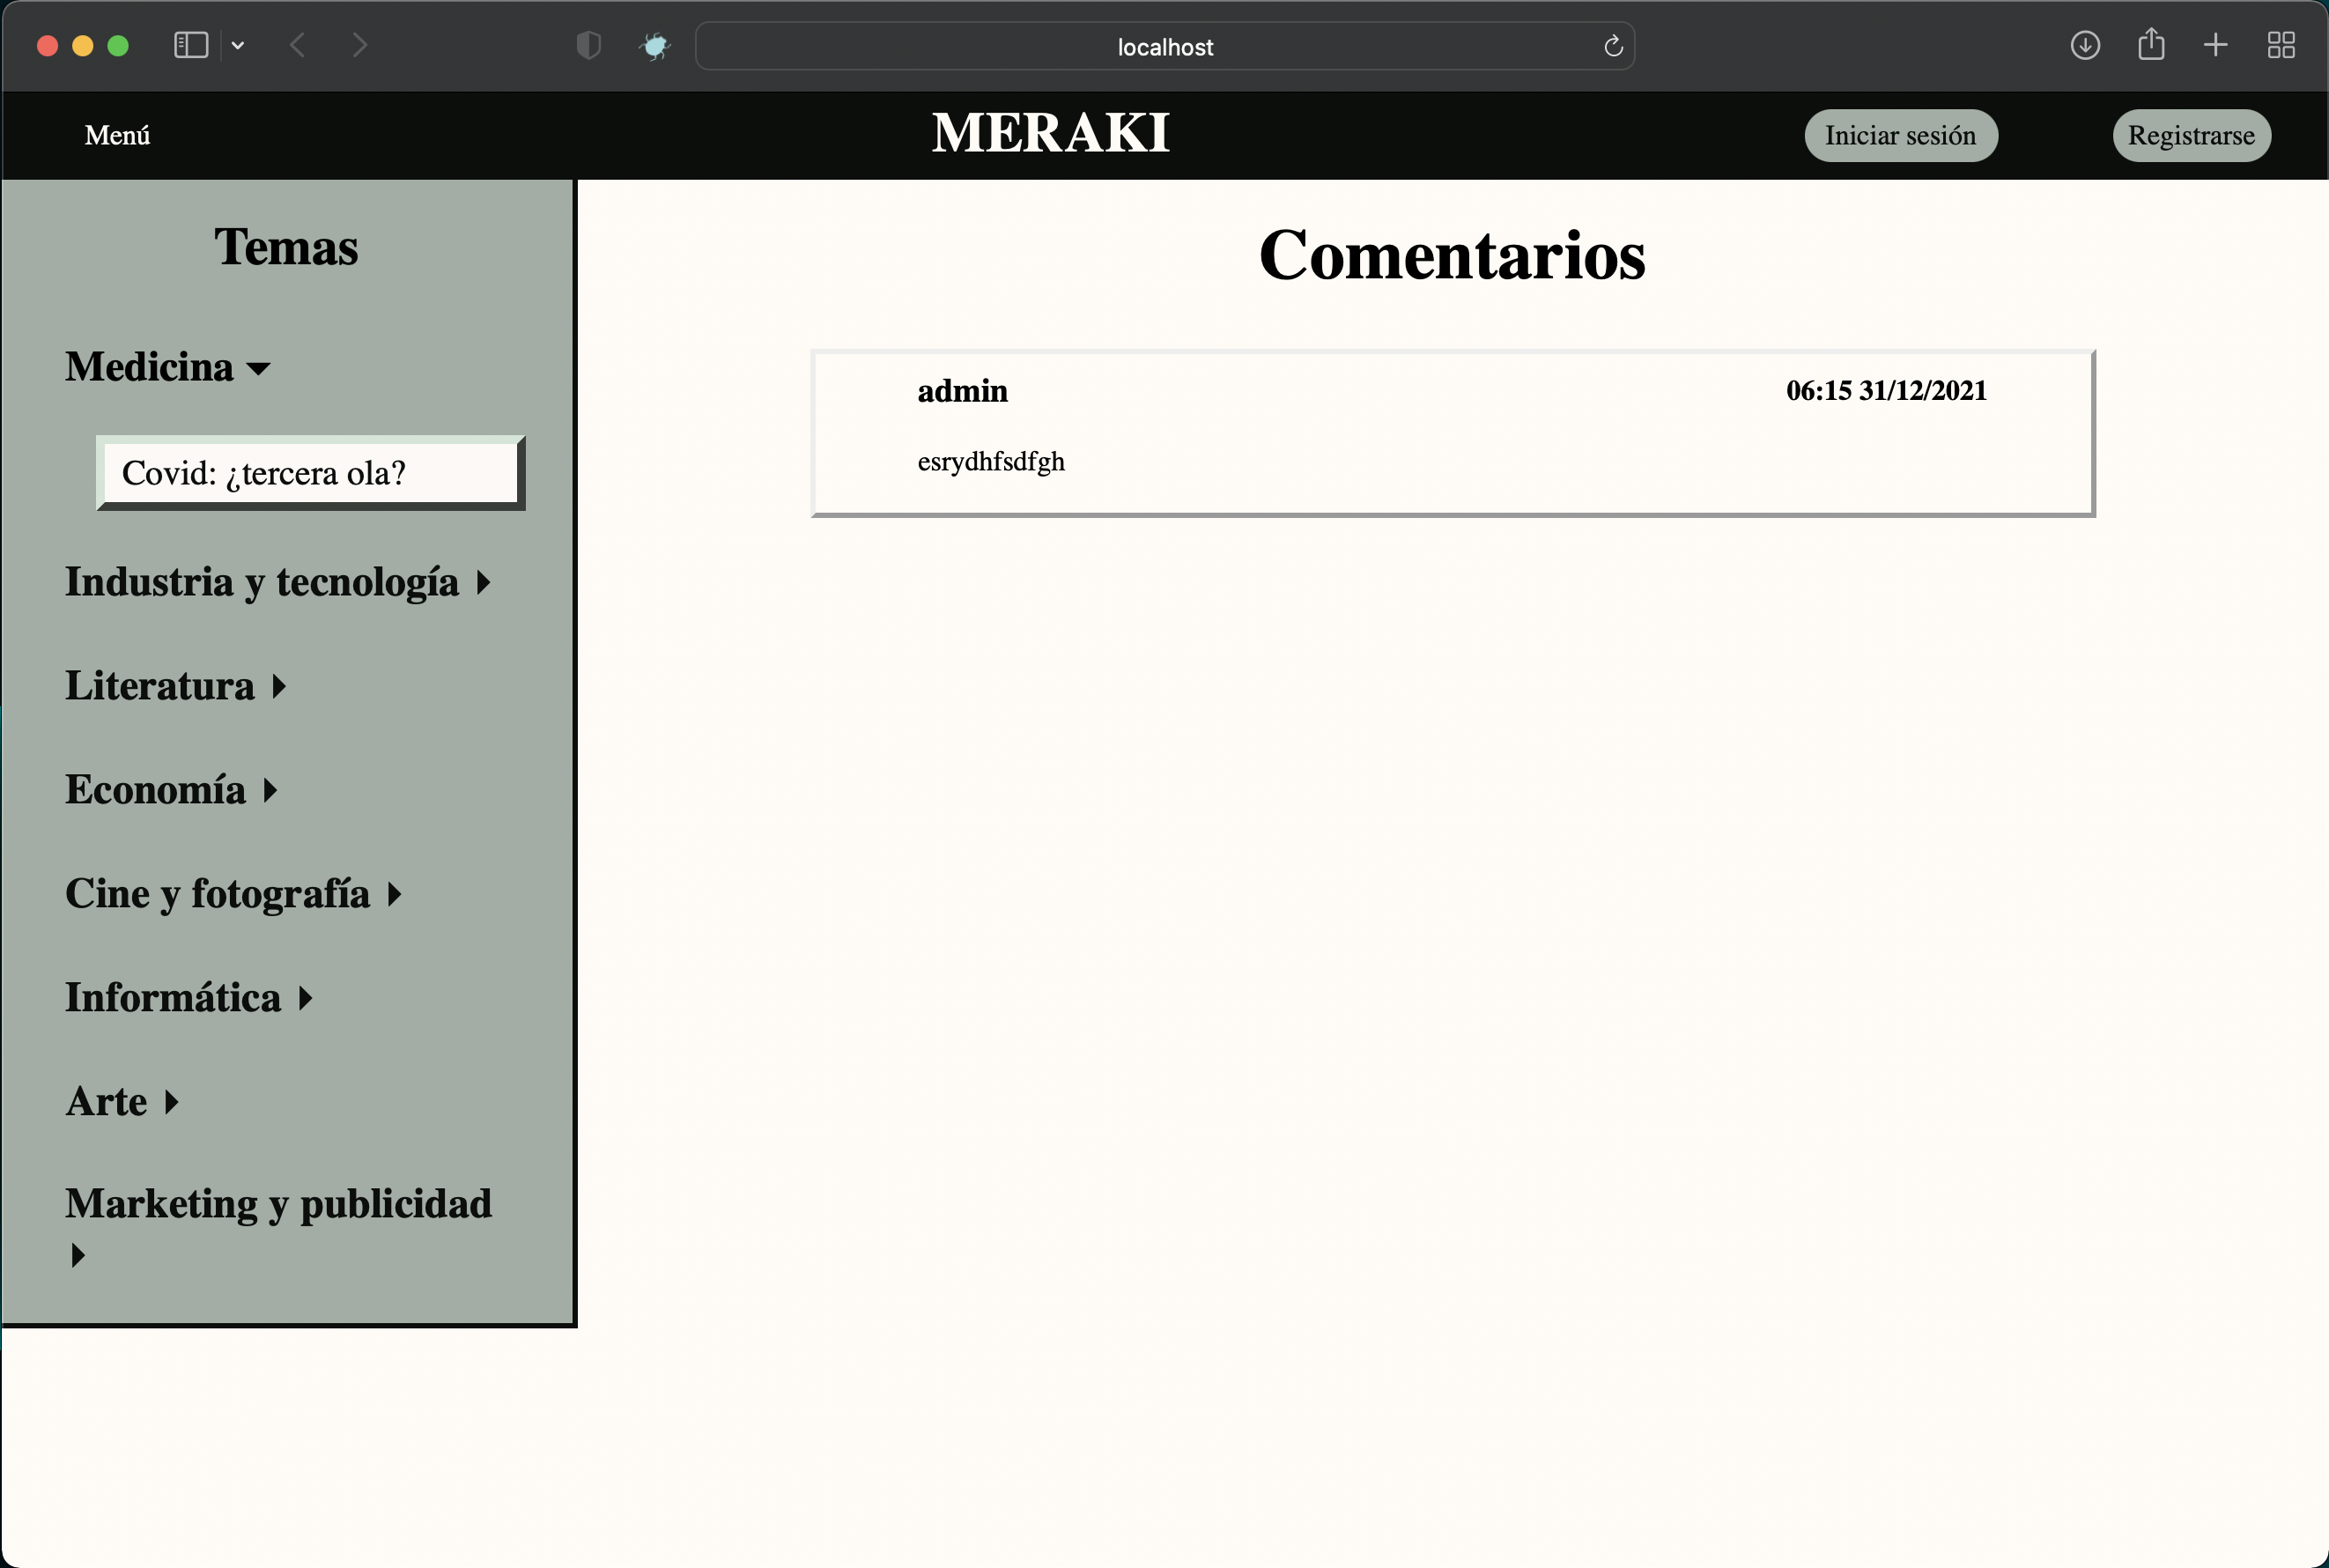 localhost
Menú
MERAKI
Iniciar sesión
Registrarse
Temas
Medicina
Covid: ¿tercera ola?
Industria y tecnología
Literatura
Economía
Cine y fotografía
Informática
Arte
Marketing y publicidad
Comentarios
admin
06:15 31/12/2021
esrydhfsdfgh